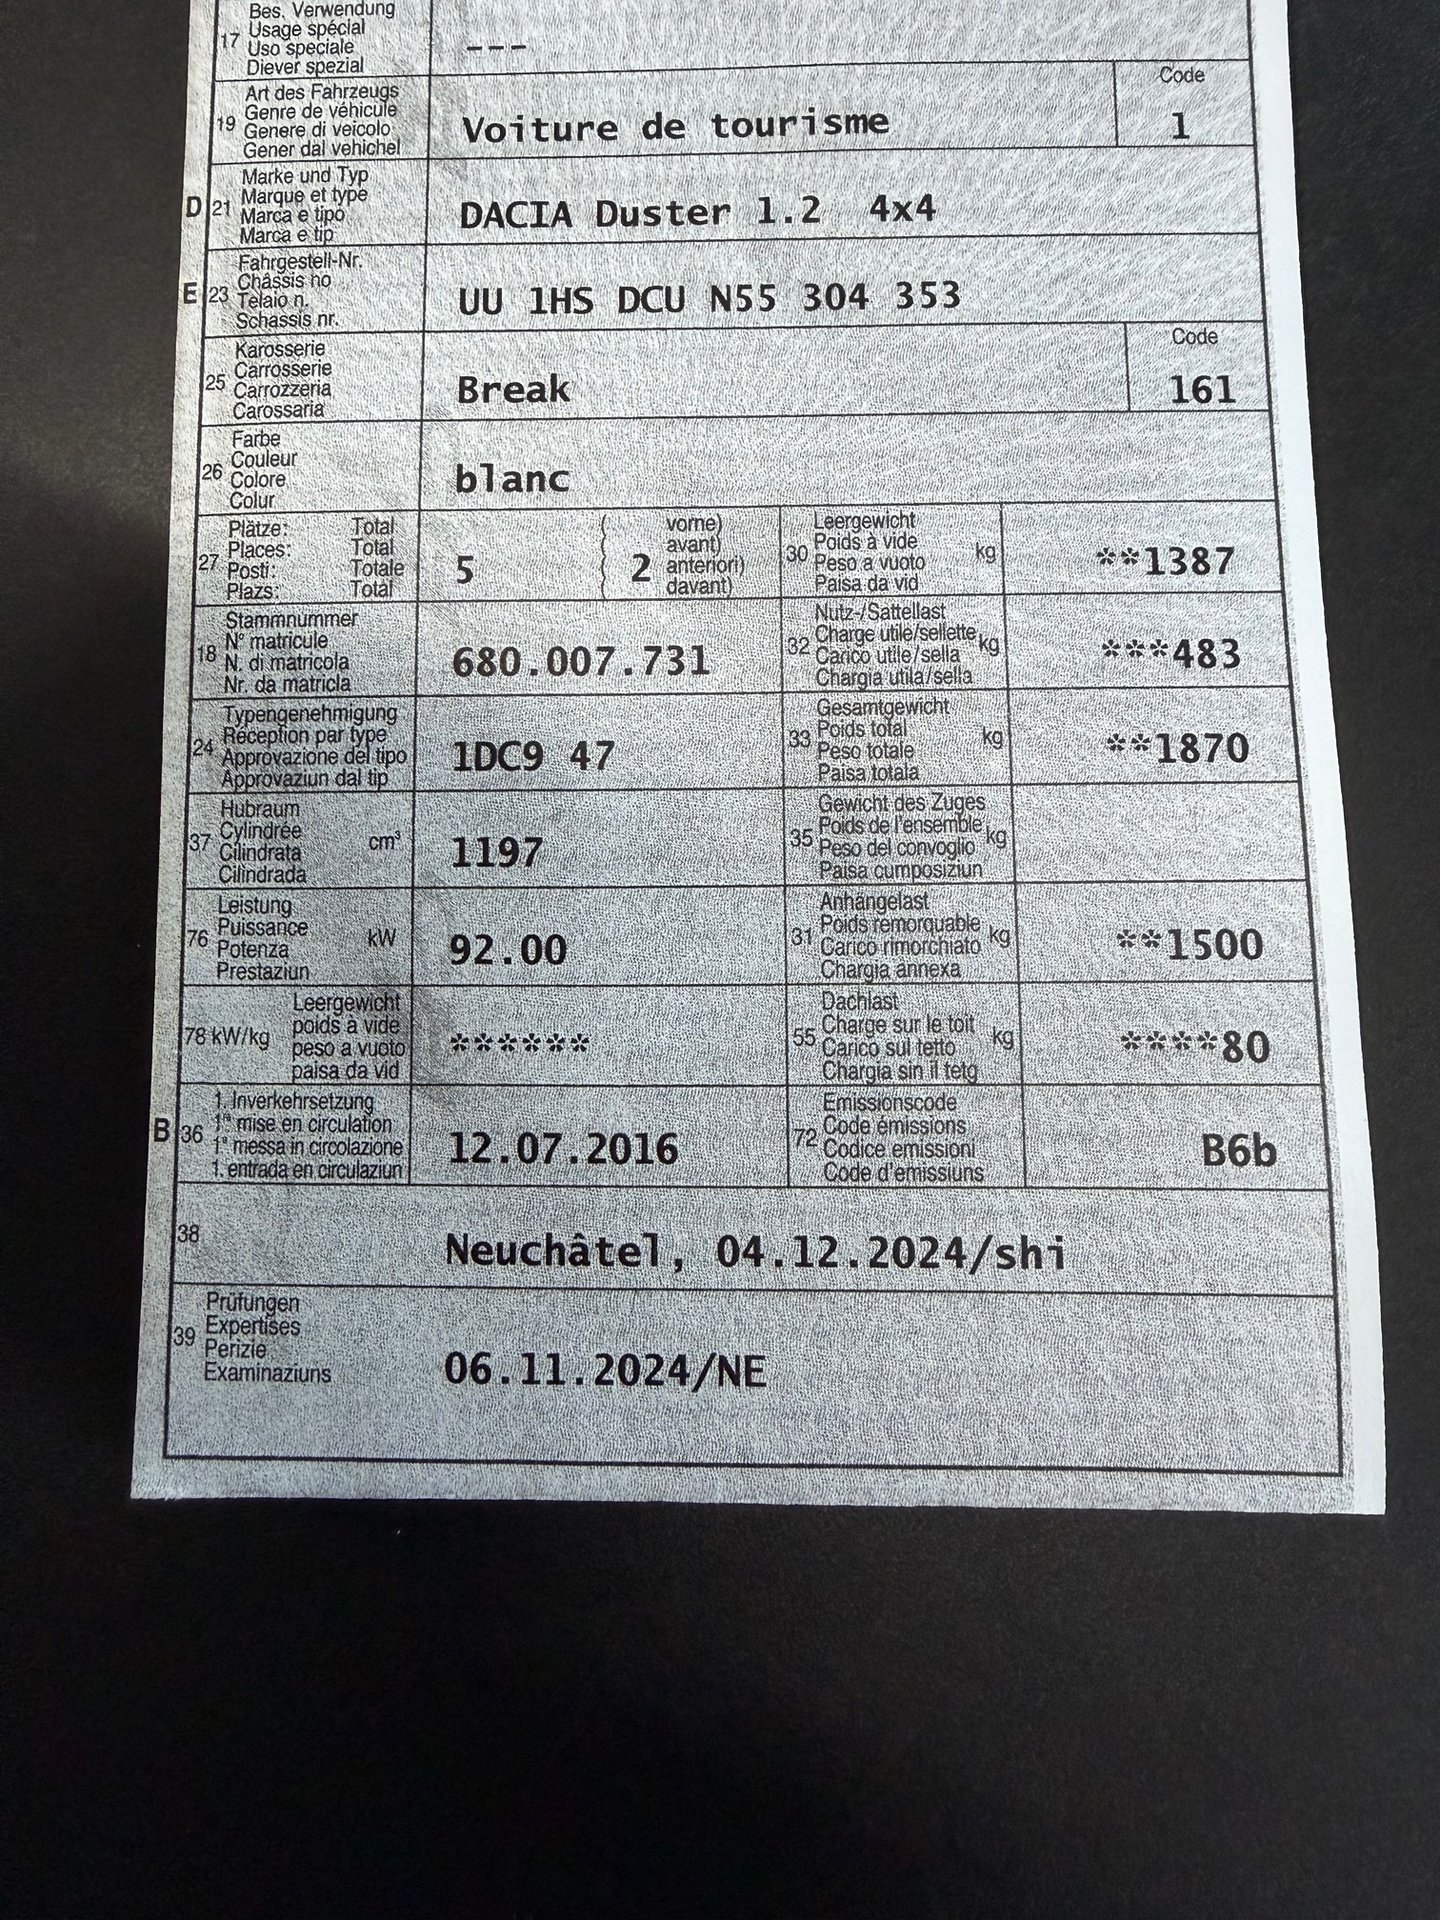 17
Bes. Verwendung
Usage spécial
Uso speciale
Diever spezial
---
19
Art des Fahrzeugs
Genre de véhicule
Genere di veicolo
Gener dal vehichel
Voiture de tourisme
Code
1
D 21
Marke und Typ
Marque et type
Marca e tipo
Marca e tip
DACIA Duster 1.2 4x4
E 23
Fahrgestell-Nr.
Châssis no
Telaio n.
Schassis nr.
UU 1HS DCU N55 304 353
25
Karosserie
Carrosserie
Carrozzeria
Carossaria
Break
Code
161
26
Farbe
Couleur
Colore
Colur
blanc
27
Plätze: Total
Places: Total
Posti: Totale
Plazs: Total
5
2
vorne)
avant)
anteriori)
davant)
30
Leergewicht
Poids à vide
Peso a vuoto
Paisa da vid
kg
**1387
18
Stammnummer
N° matricule
N. di matricola
Nr. da matricla
680.007.731
32
Nutz-/Sattellast
Charge utile/sellette
Carico utile/sella
Chargia utila/sella
kg
***483
24
Typengenehmigung
Réception par type
Approvazione del tipo
Approvaziun dal tip
1DC9 47
33
Gesamtgewicht
Poids total
Peso totale
Paisa totala
kg
**1870
37
Hubraum
Cylindrée
Cilindrata
Cilindrada
cm³
1197
35
Gewicht des Zuges
Poids de l'ensemble
Peso del convoglio
Paisa cumposiziun
kg
76
Leistung
Puissance
Potenza
Prestaziun
kW
92.00
31
Anhängelast
Poids remorquable
Carico rimorchiato
Chargia annexa
kg
**1500
78 kW/kg
Leergewicht
poids à vide
peso a vuoto
paisa da vid
******
55
Dachlast
Charge sur le toit
Carico sul tetto
Chargia sin il tetg
kg
****80
B 36
1. Inverkehrsetzung
1re mise en circulation
1a messa in circolazione
1. entrada en circulaziun
12.07.2016
72
Emissionscode
Code émissions
Codice emissioni
Code d'emissiuns
B6b
38
Neuchâtel, 04.12.2024/shi
39
Prüfungen
Expertises
Perizie
Examinaziuns
06.11.2024/NE